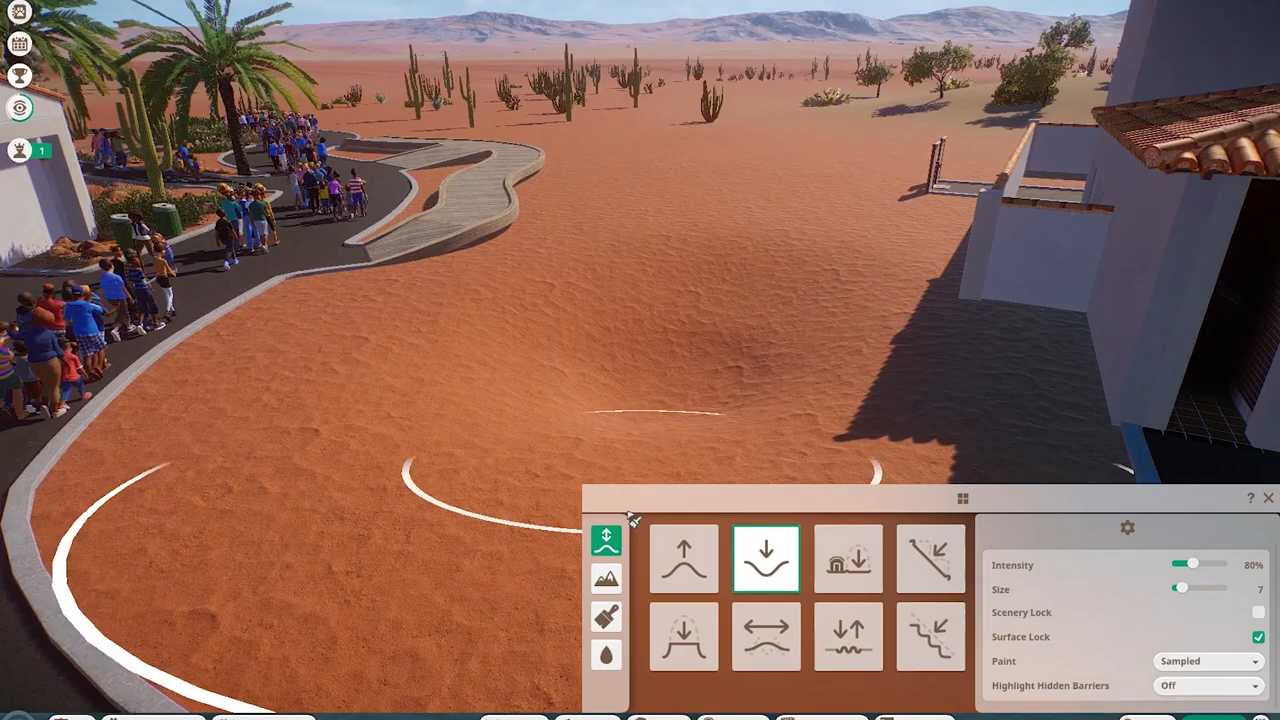 1
?
Intensity 80%
Size 7
Scenery Lock
Surface Lock
Paint Sampled
Highlight Hidden Barriers Off